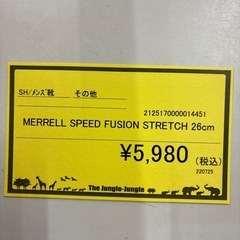 SH/ﾒﾝｽﾞ靴 その他
2125170000014451
MERRELL SPEED FUSION STRETCH 26cm
¥5,980 (税込)
220725
The Jungle-Jungle